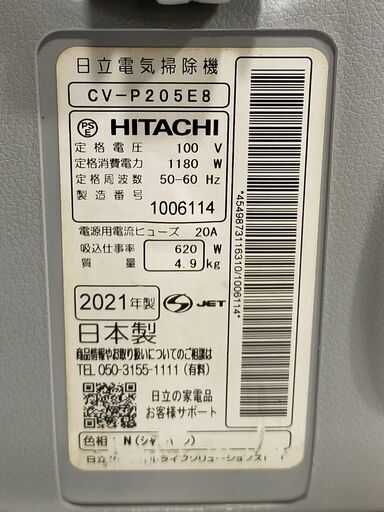 日立電気掃除機
CV-P205E8
PS
E
HITACHI
定格電圧 100 V
定格消費電力 1180 W
定格周波数 50-60 Hz
製造番号
1006114
電源用電流ヒューズ 20A
吸込仕事率 620 W
質量 4.9 kg
2021年製
JET
日本製
商品情報やお取り扱いについてのご相談は
TEL 050-3155-1111 (有料)
日立の家電品
お客様サポート
色相 N(シャ
*4549873116310/1006114*